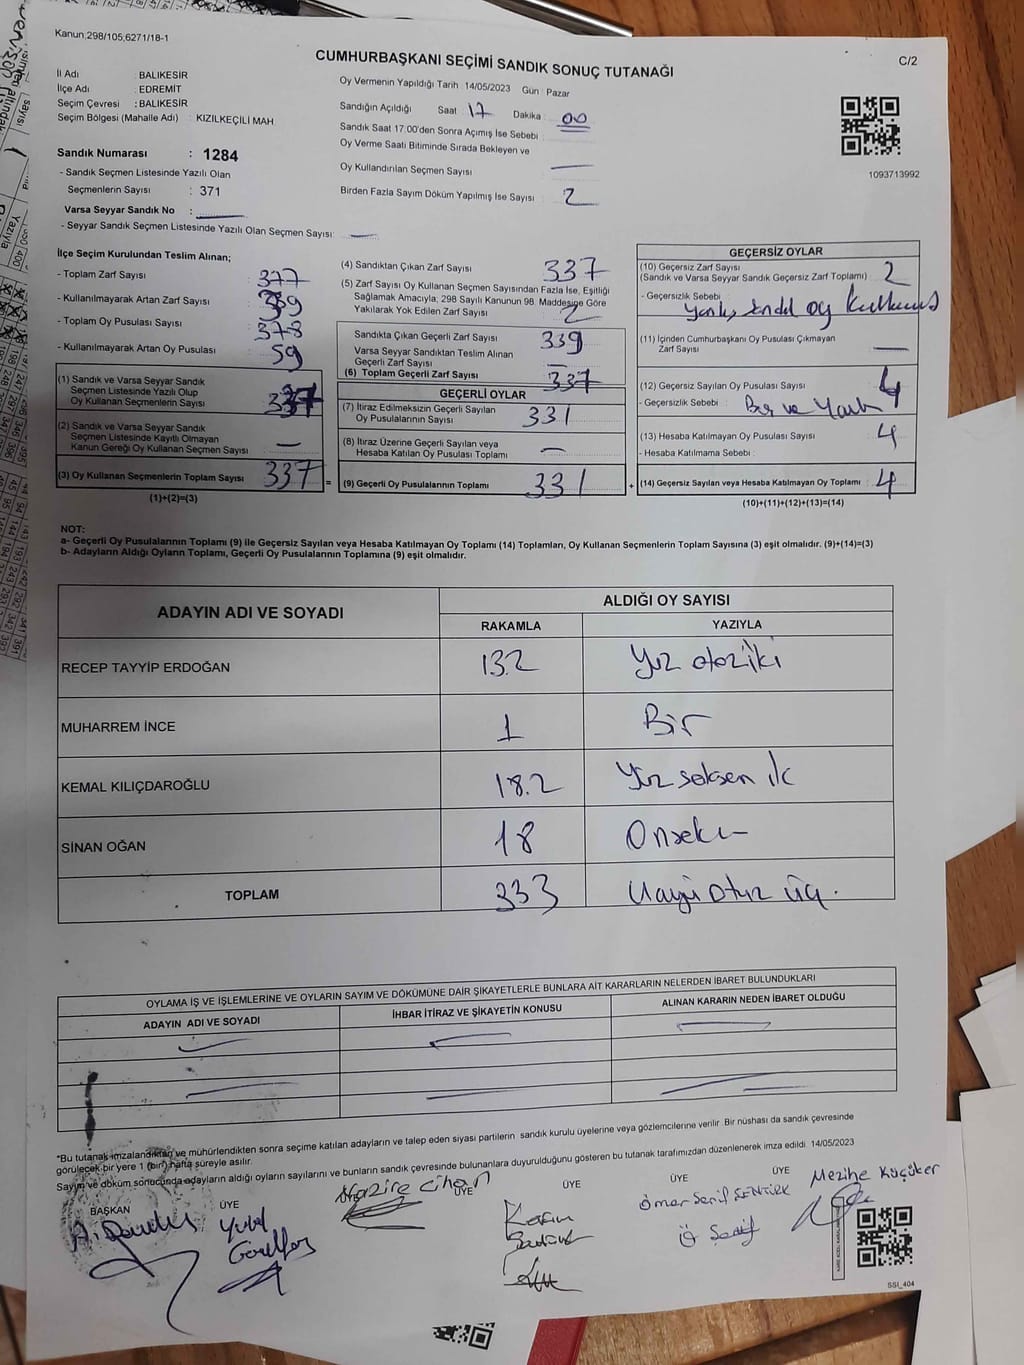 Kanun;298/105;6271/18-1
CUMHURBAŞKANI SEÇİMİ SANDIK SONUÇ TUTANAĞI
C/2
İl Adı : BALIKESİR
İlçe Adı : EDREMİT
Seçim Çevresi : BALIKESİR
Seçim Bölgesi (Mahalle Adı) : KIZILKEÇİLİ MAH.
Sandık Numarası : 1284
- Sandık Seçmen Listesinde Yazılı Olan
Seçmenlerin Sayısı : 371
Varsa Seyyar Sandık No :
- Seyyar Sandık Seçmen Listesinde Yazılı Olan Seçmen Sayısı:
Oy Vermenin Yapıldığı Tarih 14/05/2023 Gün : Pazar
Sandığın Açıldığı Saat 17 Dakika : 00
Sandık Saat 17:00'den Sonra Açımış İse Sebebi :
Oy Verme Saati Bitiminde Sırada Bekleyen ve
Oy Kullandırılan Seçmen Sayısı
Birden Fazla Sayım Döküm Yapılmış İse Sayısı : 2
1093713992
İlçe Seçim Kurulundan Teslim Alınan;
- Toplam Zarf Sayısı : 377
- Kullanılmayarak Artan Zarf Sayısı
- Toplam Oy Pusulası Sayısı : 378
- Kullanılmayarak Artan Oy Pusulası : 59
(1) Sandık ve Varsa Seyyar Sandık
Seçmen Listesinde Yazılı Olup
Oy Kullanan Seçmenlerin Sayısı : 337
(2) Sandık ve Varsa Seyyar Sandık
Seçmen Listesinde Kayıtlı Olmayan
Kanun Gereği Oy Kullanan Seçmen Sayısı
(3) Oy Kullanan Seçmenlerin Toplam Sayısı 337 =
(1)+(2)=(3)
(4) Sandıktan Çıkan Zarf Sayısı : 337
(5) Zarf Sayısı Oy Kullanan Seçmen Sayısından Fazla İse, Eşitliği
Sağlamak Amacıyla, 298 Sayılı Kanunun 98. Maddesine Göre
Yakılarak Yok Edilen Zarf Sayısı : 2
Sandıkta Çıkan Geçerli Zarf Sayısı : 339
Varsa Seyyar Sandıktan Teslim Alınan
Geçerli Zarf Sayısı
(6) Toplam Geçerli Zarf Sayısı : 337
GEÇERLİ OYLAR
(7) İtiraz Edilmeksizin Geçerli Sayılan
Oy Pusulalarının Sayısı : 331
(8) İtiraz Üzerine Geçerli Sayılan veya
Hesaba Katılan Oy Pusulası Toplamı
(9) Geçerli Oy Pusulalarının Toplamı : 331 +
GEÇERSİZ OYLAR
(10) Geçersiz Zarf Sayısı : 2
(Sandık ve Varsa Seyyar Sandık Geçersiz Zarf Toplamı)
- Geçersizlik Sebebi : oy
(11) İçinden Cumhurbaşkanı Oy Pusulası Çıkmayan
Zarf Sayısı
(12) Geçersiz Sayılan Oy Pusulası Sayısı : 4
- Geçersizlik Sebebi :
(13) Hesaba Katılmayan Oy Pusulası Sayısı : 4
- Hesaba Katılmama Sebebi :
(14) Geçersiz Sayılan veya Hesaba Katılmayan Oy Toplamı : 4
(10)+(11)+(12)+(13)=(14)
NOT:
a- Geçerli Oy Pusulalarının Toplamı (9) ile Geçersiz Sayılan veya Hesaba Katılmayan Oy Toplamı (14) Toplamları, Oy Kullanan Seçmenlerin Toplam Sayısına (3) eşit olmalıdır. (9)+(14)=(3)
b- Adayların Aldığı Oyların Toplamı, Geçerli Oy Pusulalarının Toplamına (9) eşit olmalıdır.
ADAYIN ADI VE SOYADI ALDIĞI OY SAYISI
RAKAMLA YAZIYLA
RECEP TAYYİP ERDOĞAN 132 Yüz otuziki
MUHARREM İNCE 1 Bir
KEMAL KILIÇDAROĞLU 182 Yüz seksen ik
SİNAN OĞAN 18 Onseki
TOPLAM 333 otuz üç.
OYLAMA İŞ VE İŞLEMLERİNE VE OYLARIN SAYIM VE DÖKÜMÜNE DAİR ŞİKAYETLERLE BUNLARA AİT KARARLARIN NELERDEN İBARET BULUNDUKLARI
ADAYIN ADI VE SOYADI İHBAR İTİRAZ VE ŞİKAYETİN KONUSU ALINAN KARARIN NEDEN İBARET OLDUĞU
*Bu tutanak imzalandıktan ve mühürlendikten sonra seçime katılan adayların ve talep eden siyasi partilerin sandık kurulu üyelerine veya gözlemcilerine verilir. Bir nüshası da sandık çevresinde
görülecek bir yere 1 (bir) hafta süreyle asılır.
Sayım ve döküm sonucunda adayların aldığı oyların sayılarını ve bunların sandık çevresinde bulunanlara duyurulduğunu gösteren bu tutanak tarafımızdan düzenlenerek imza edildi. 14/05/2023
BAŞKAN ÜYE ÜYE ÜYE ÜYE ÜYE
Nazire Cihan
Ömer Şerif ŞENTÜRK
Mezihe Küçüker
SSI_404